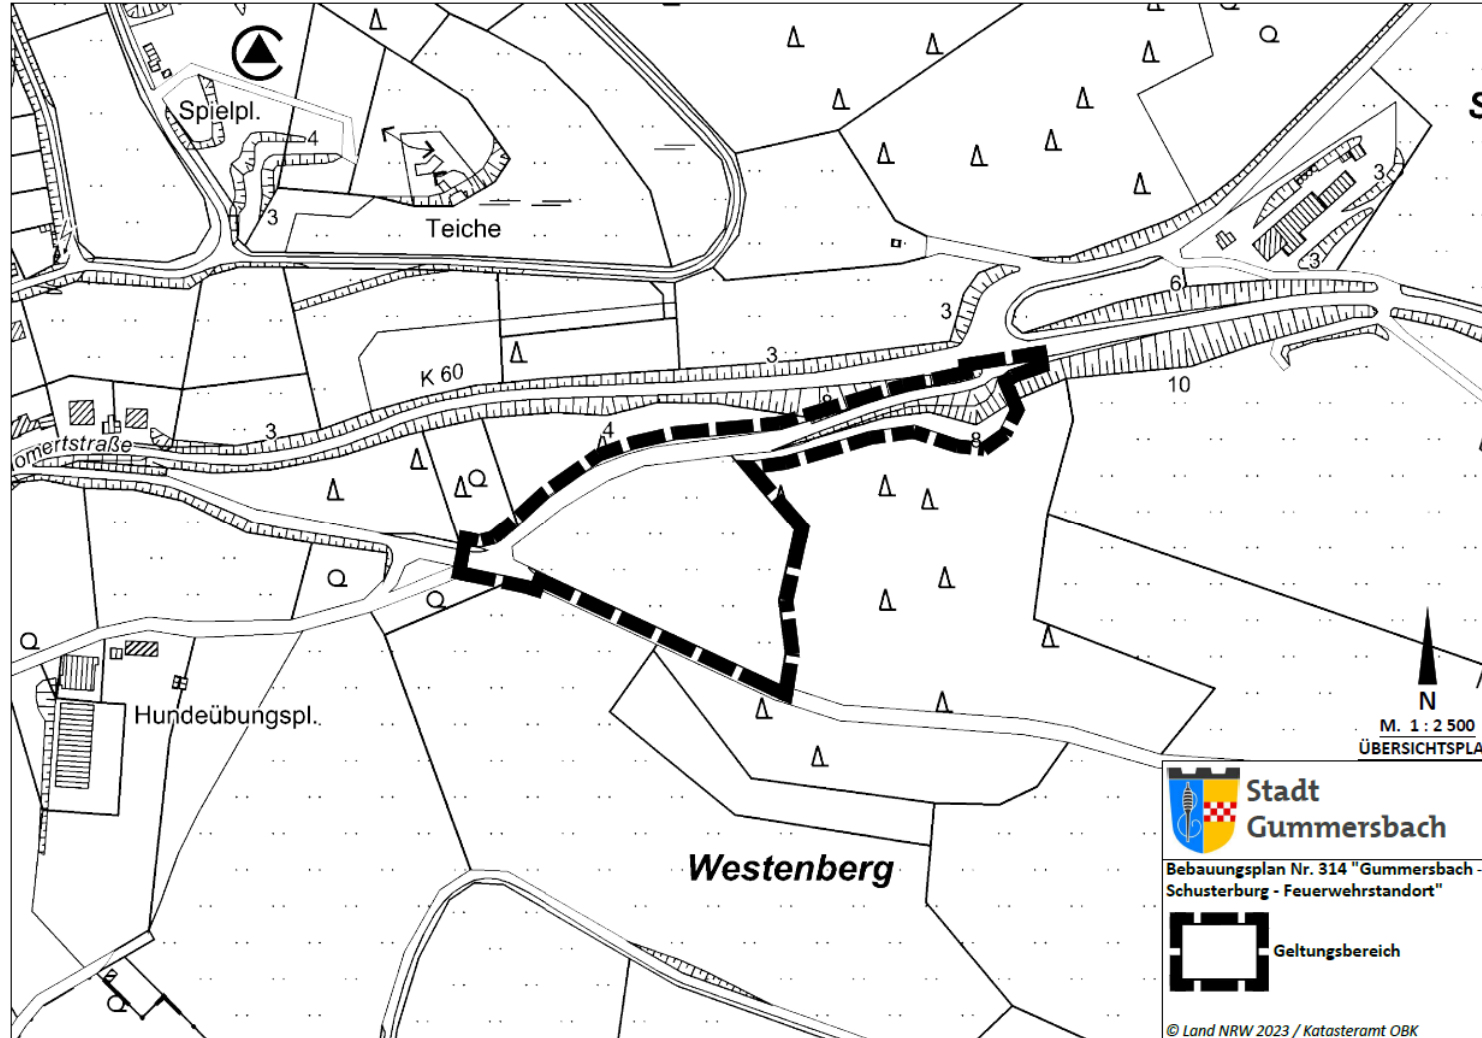 Spielpl.
4
3
Teiche
S
3
3
6
3
3
K 60
10
8
4
3
8
omertstraße
Hundeübungspl.
Westenberg
N
M. 1 : 2 500
ÜBERSICHTSPLA
Stadt
Gummersbach
Bebauungsplan Nr. 314 "Gummersbach -
Schusterburg - Feuerwehrstandort"
Geltungsbereich
© Land NRW 2023 / Katasteramt OBK